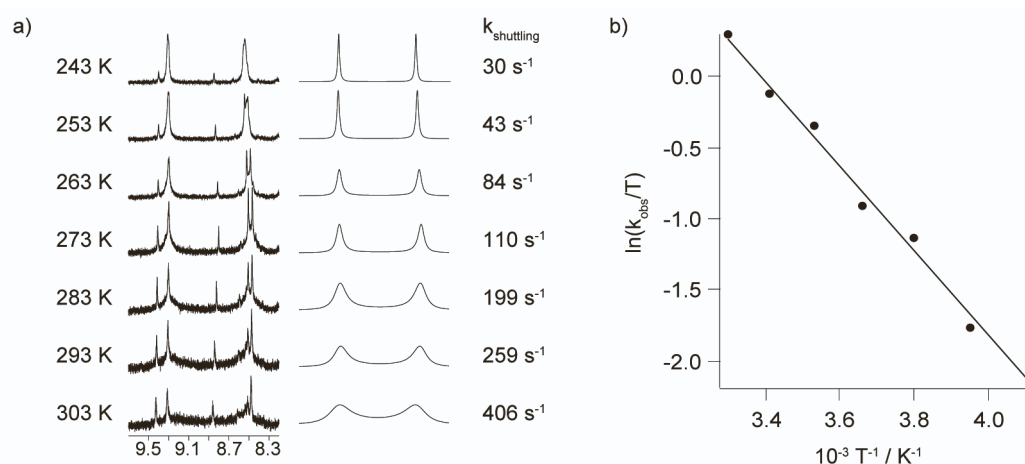 a)
k shuttling
243 K 30 s⁻¹
253 K 43 s⁻¹
263 K 84 s⁻¹
273 K 110 s⁻¹
283 K 199 s⁻¹
293 K 259 s⁻¹
303 K 406 s⁻¹
9.5 9.1 8.7 8.3
b)
ln(k_obs/T)
0.0
-0.5
-1.0
-1.5
-2.0
3.4 3.6 3.8 4.0
10⁻³ T⁻¹ / K⁻¹